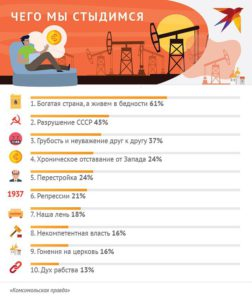 ЧЕГО МЫ СТЫДИМСЯ
1. Богатая страна, а живем в бедности 61%
2. Разрушение СССР 45%
3. Грубость и неуважение друг к другу 37%
4. Хроническое отставание от Запада 24%
5. Перестройка 24%
1937
6. Репрессии 21%
7. Наша лень 18%
8. Некомпетентная власть 16%
9. Гонения на церковь 16%
10. Дух рабства 13%
«Комсомольская правда»